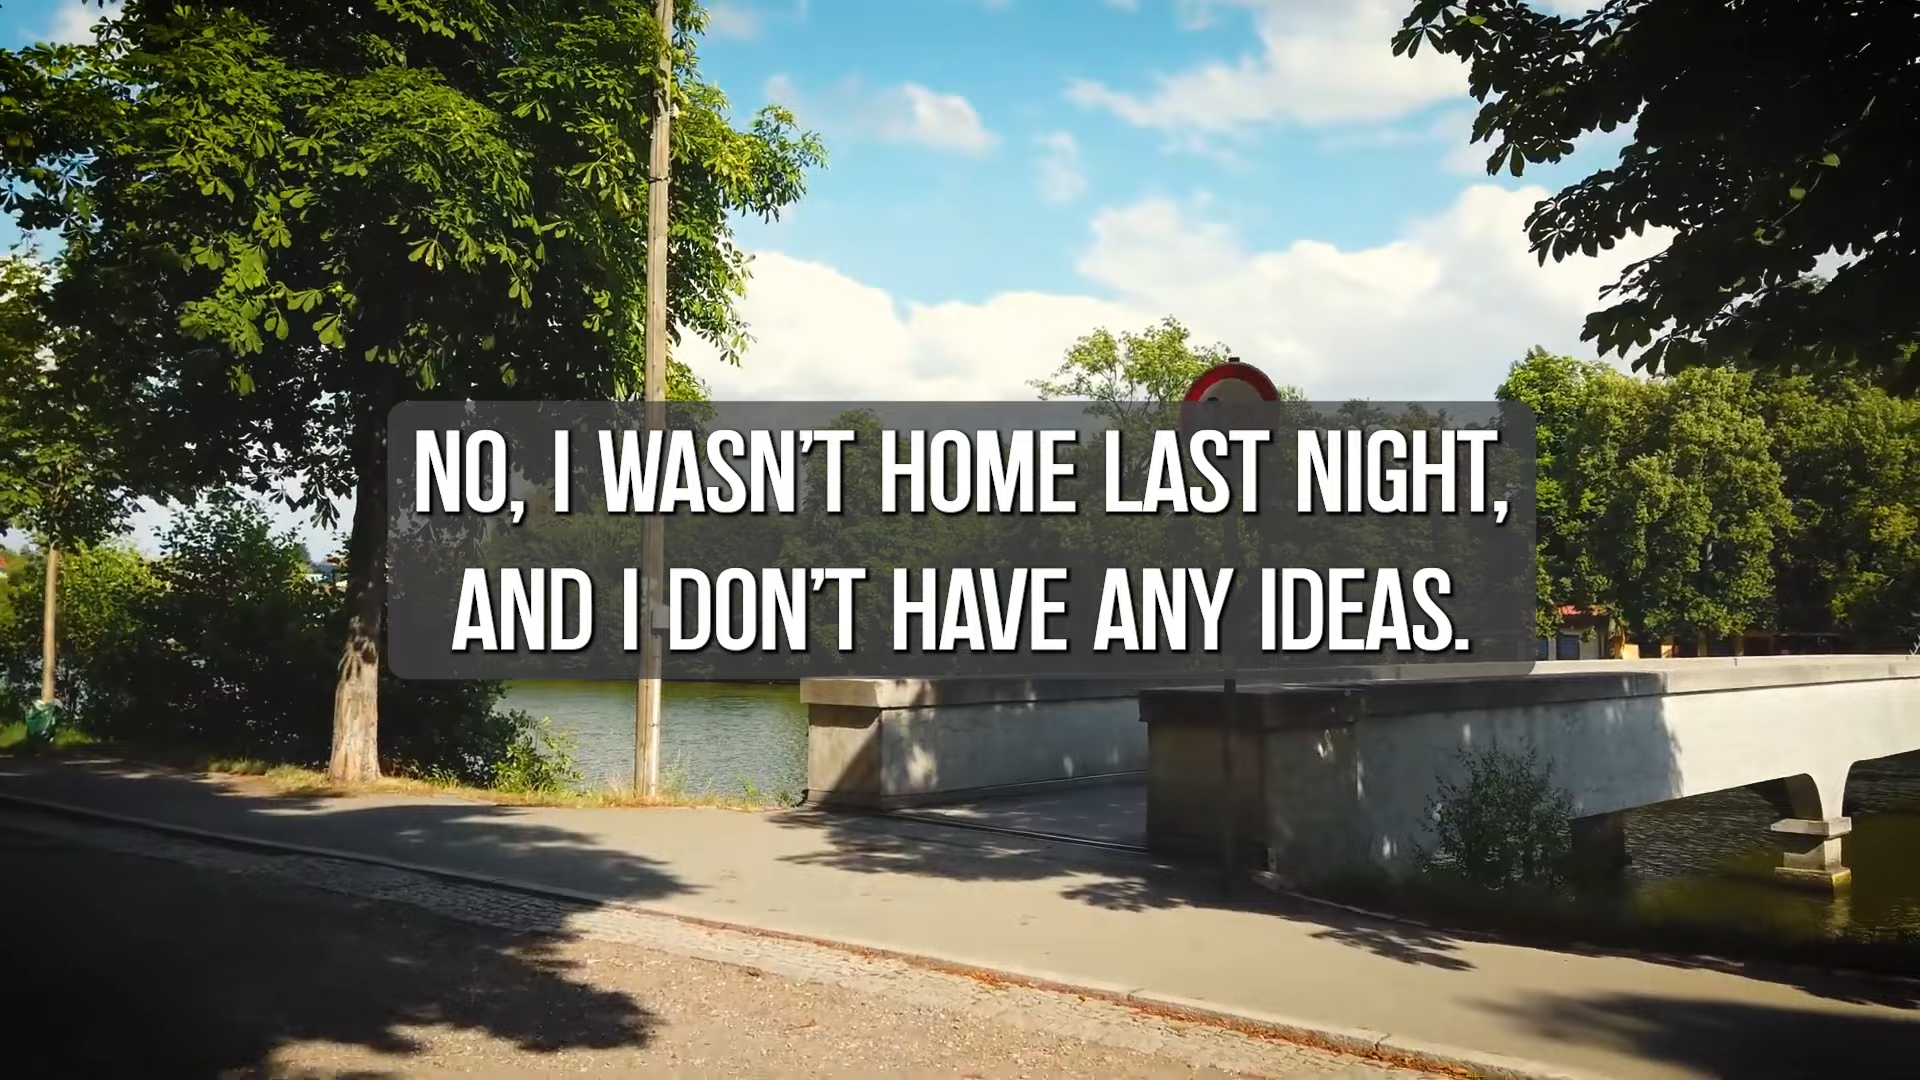 NO, I WASN'T HOME LAST NIGHT,
AND I DON'T HAVE ANY IDEAS.